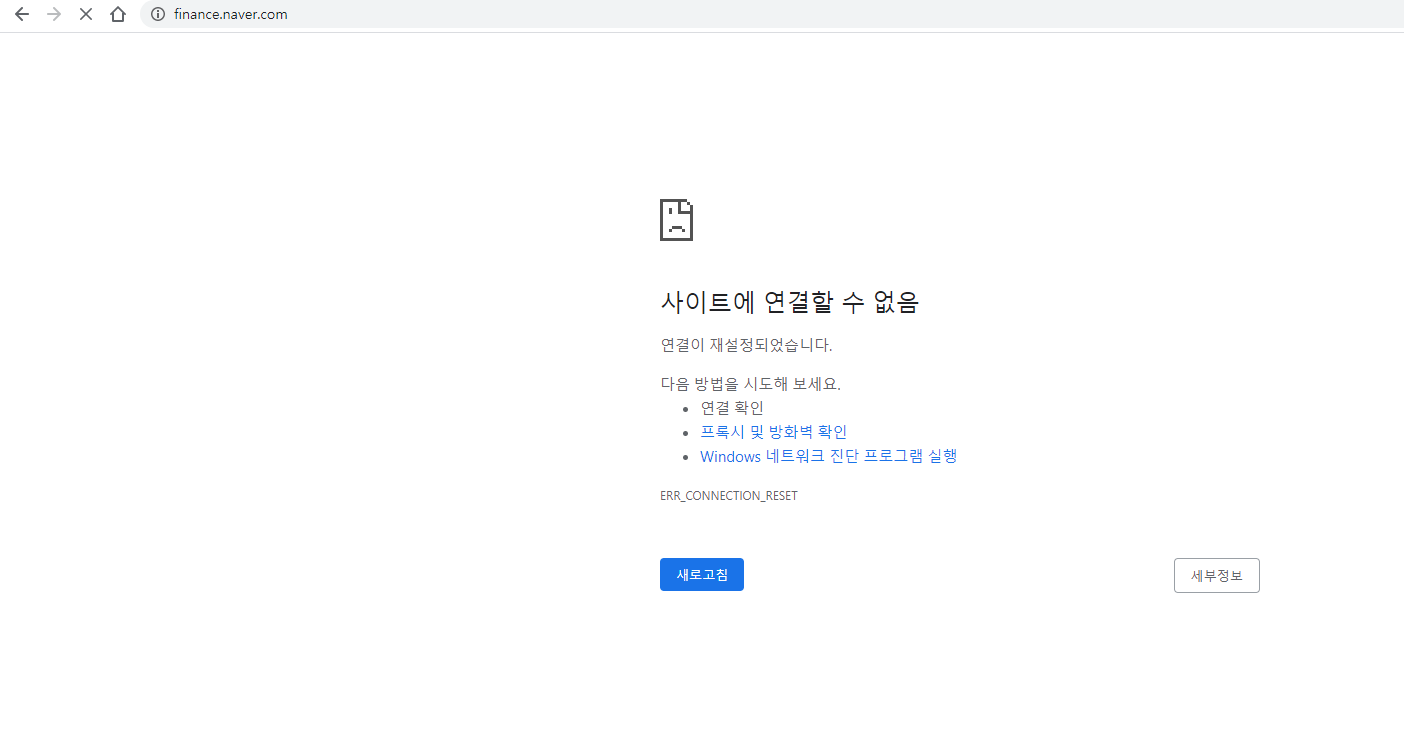 finance.naver.com
사이트에 연결할 수 없음
연결이 재설정되었습니다.
다음 방법을 시도해 보세요.
연결 확인
프록시 및 방화벽 확인
Windows 네트워크 진단 프로그램 실행
ERR_CONNECTION_RESET
새로고침
세부정보